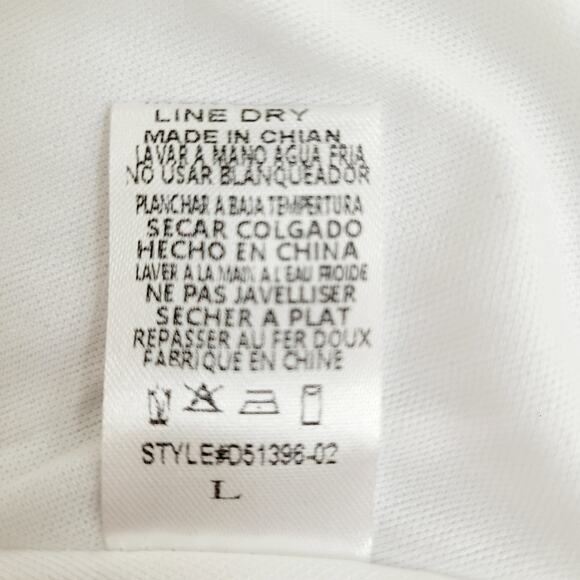 LINE DRY
MADE IN CHIAN
LAVAR A MANO AGUA FRIA
NO USAR BLANQUEADOR
PLANCHAR A BAJA TEMPERTURA
SECAR COLGADO
HECHO EN CHINA
LAVER A LA MAIN A L'EAU FROIDE
NE PAS JAVELLISER
SECHER A PLAT
REPASSER AU FER DOUX
FABRIQUE EN CHINE
STYLE#D51396-02
L